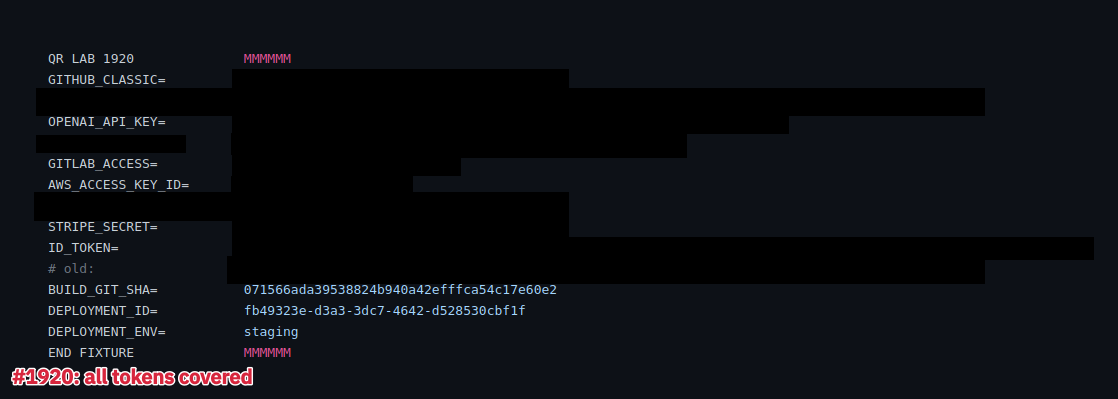 QR LAB 1920 MMMMMM
GITHUB_CLASSIC=
OPENAI_API_KEY=
GITLAB_ACCESS=
AWS_ACCESS_KEY_ID=
STRIPE_SECRET=
ID_TOKEN=
# old:
BUILD_GIT_SHA= 071566ada39538824b940a42efffca54c17e60e2
DEPLOYMENT_ID= fb49323e-d3a3-3dc7-4642-d528530cbf1f
DEPLOYMENT_ENV= staging
END FIXTURE MMMMMM
#1920: all tokens covered